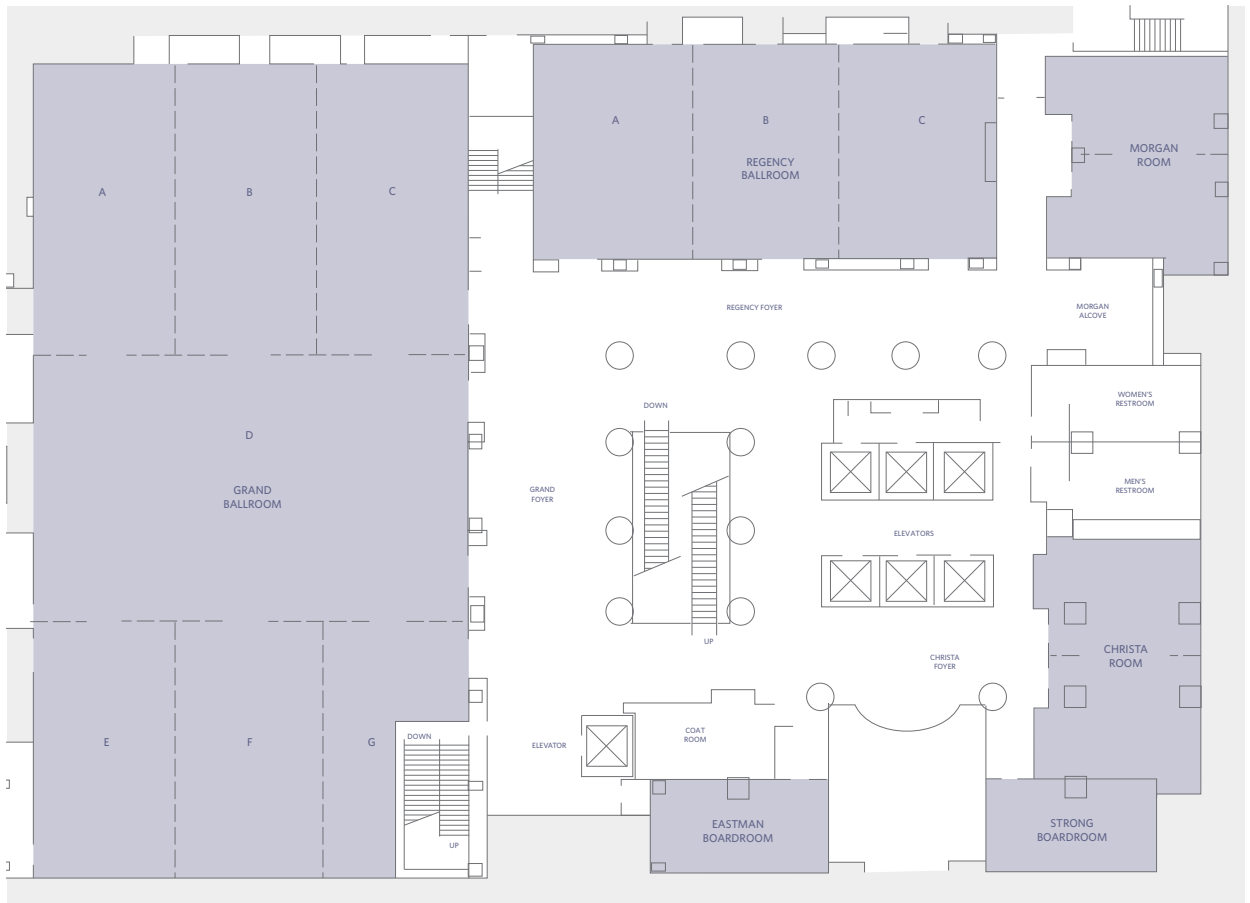 A
B
C
REGENCY
BALLROOM
MORGAN
ROOM
A
B
C
REGENCY FOYER
MORGAN
ALCOVE
DOWN
WOMEN'S
RESTROOM
D
GRAND
BALLROOM
GRAND
FOYER
MEN'S
RESTROOM
ELEVATORS
UP
CHRISTA
FOYER
CHRISTA
ROOM
E
F
G
DOWN
ELEVATOR
COAT
ROOM
EASTMAN
BOARDROOM
STRONG
BOARDROOM
UP